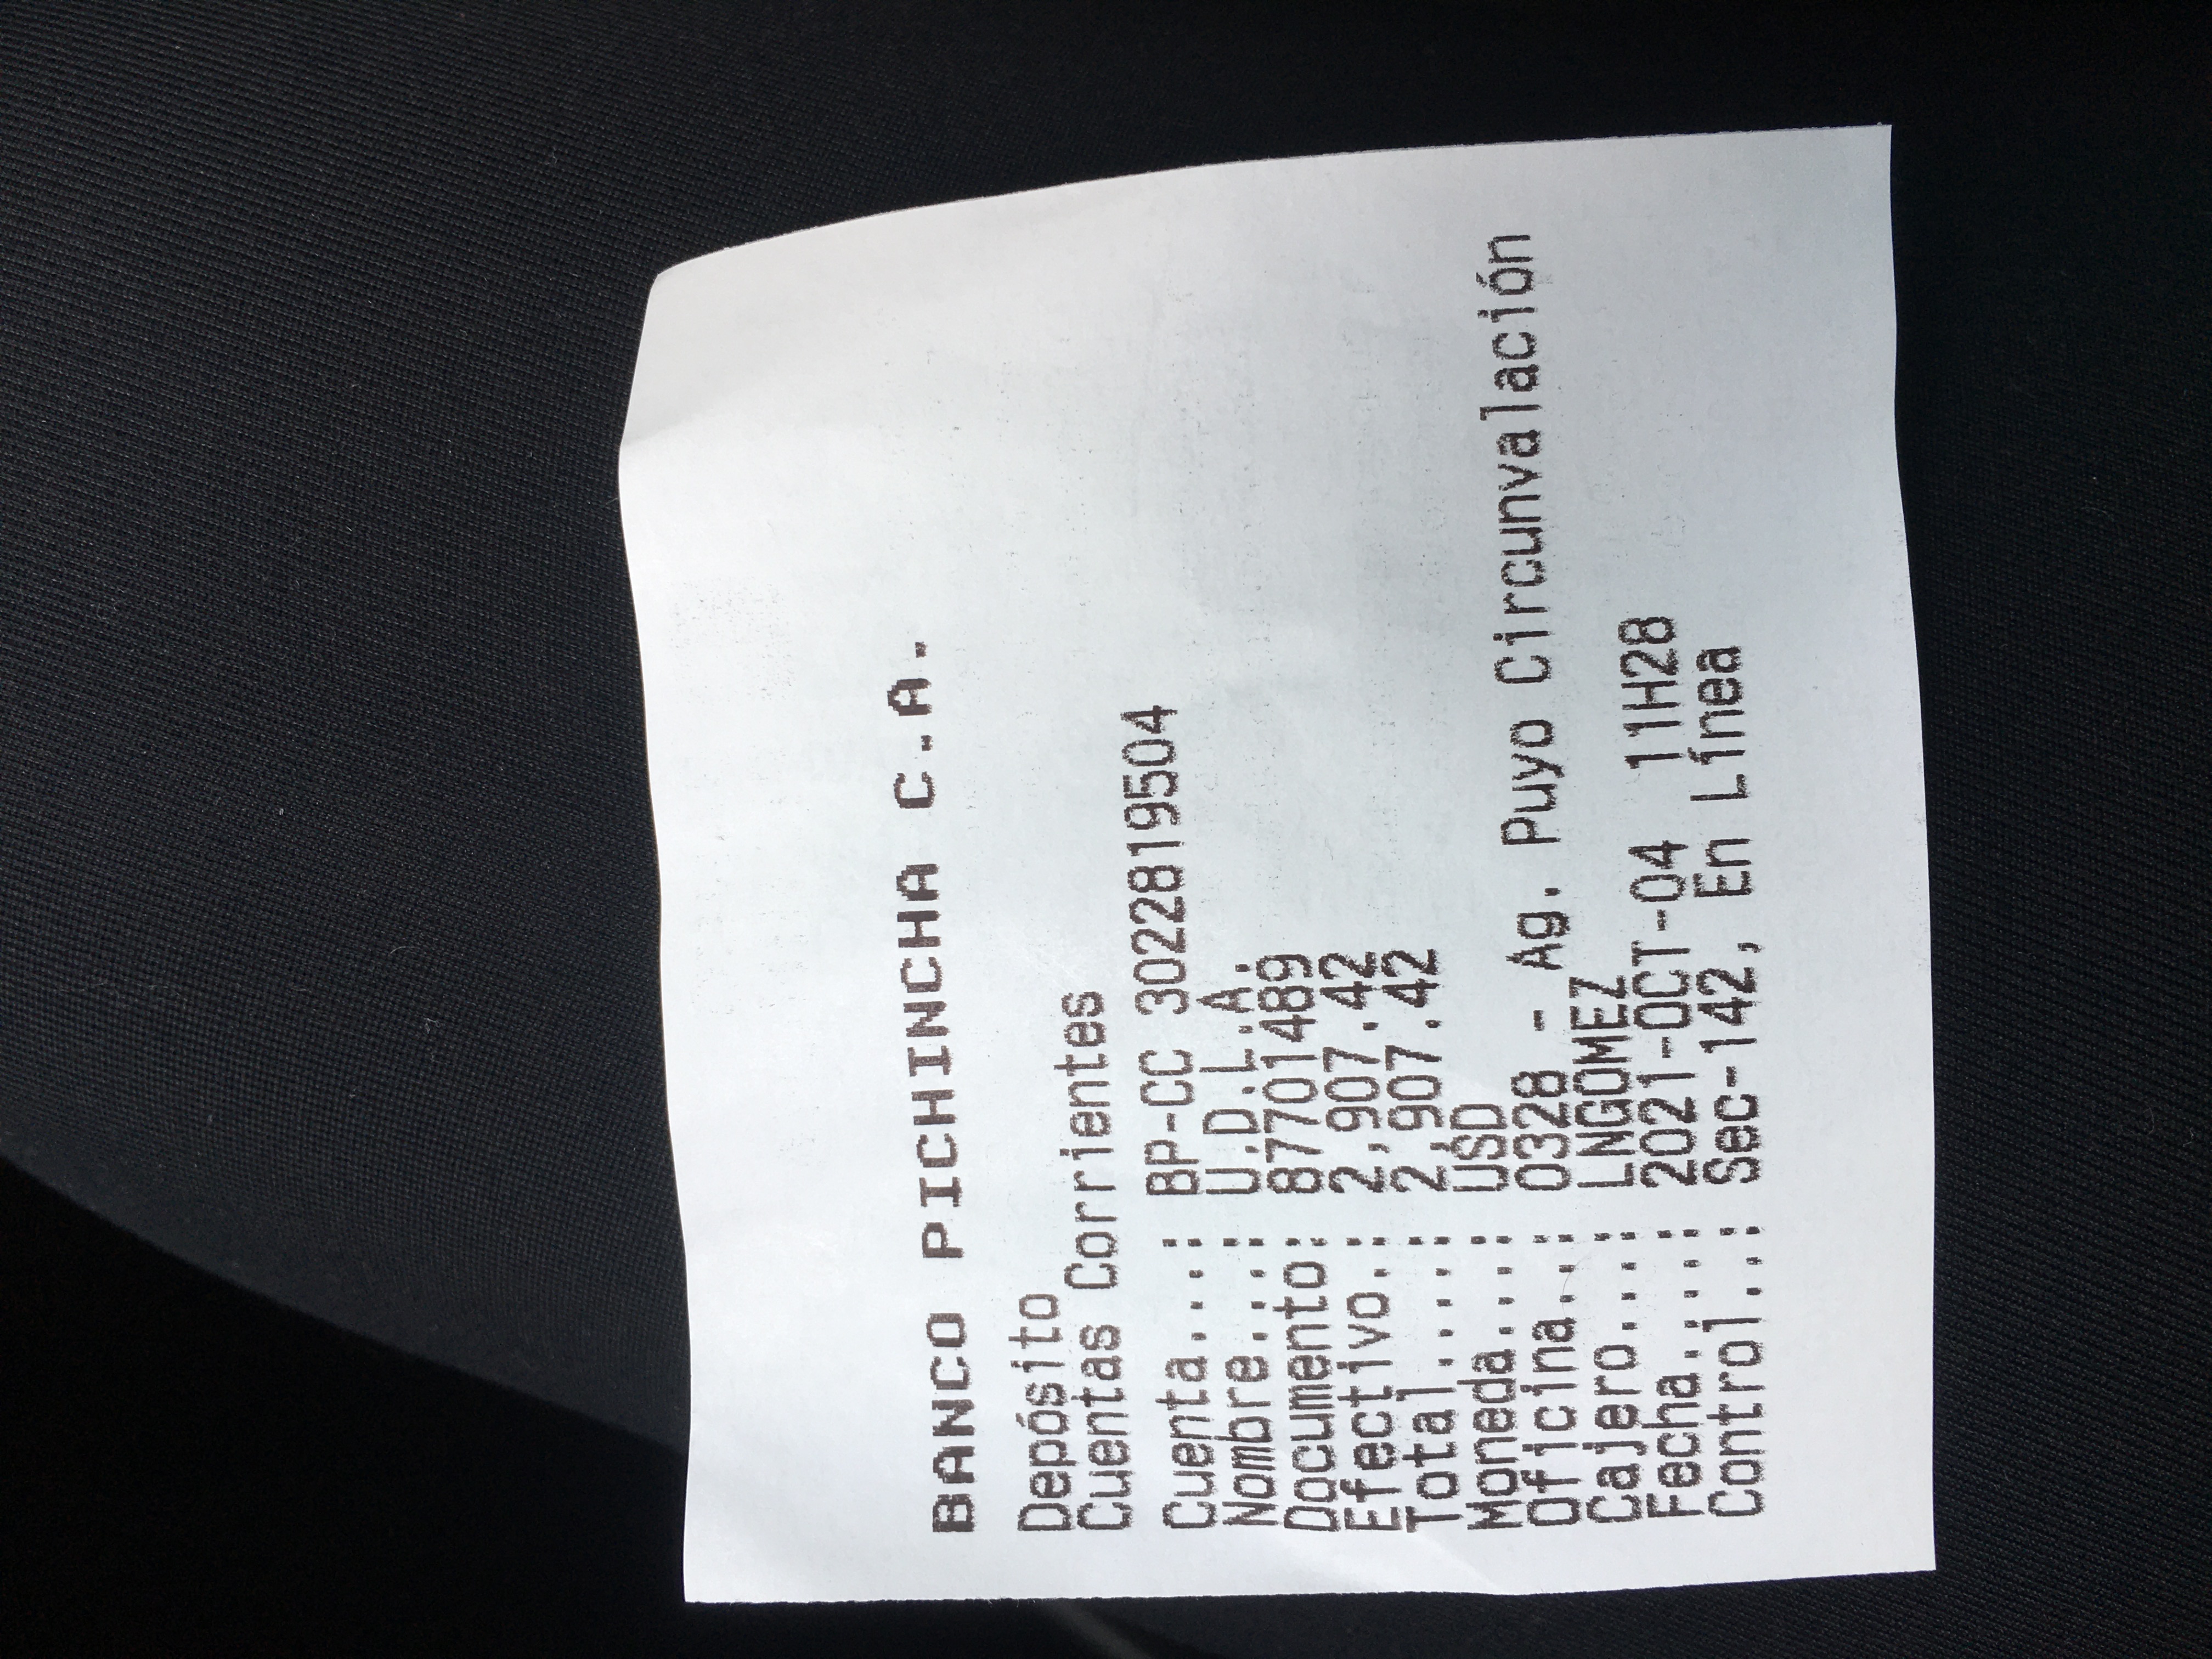 BANCO PICHINCHA C.A.
Depósito
Cuentas Corrientes
Cuenta....: BP-CC 3022819504
Nombre....: U.D.L.A.
Documento: 877701489
Efectivo.: 2,907.42
Total.....: 2,907.42
Moneda....: USD
Oficina..: 0328 - Ag. Puyo Circunvalación
Cajero....: LNGOMEZ
Fecha.....: 2021-OCT-04 11H28
Control..: Sec-142, En Línea